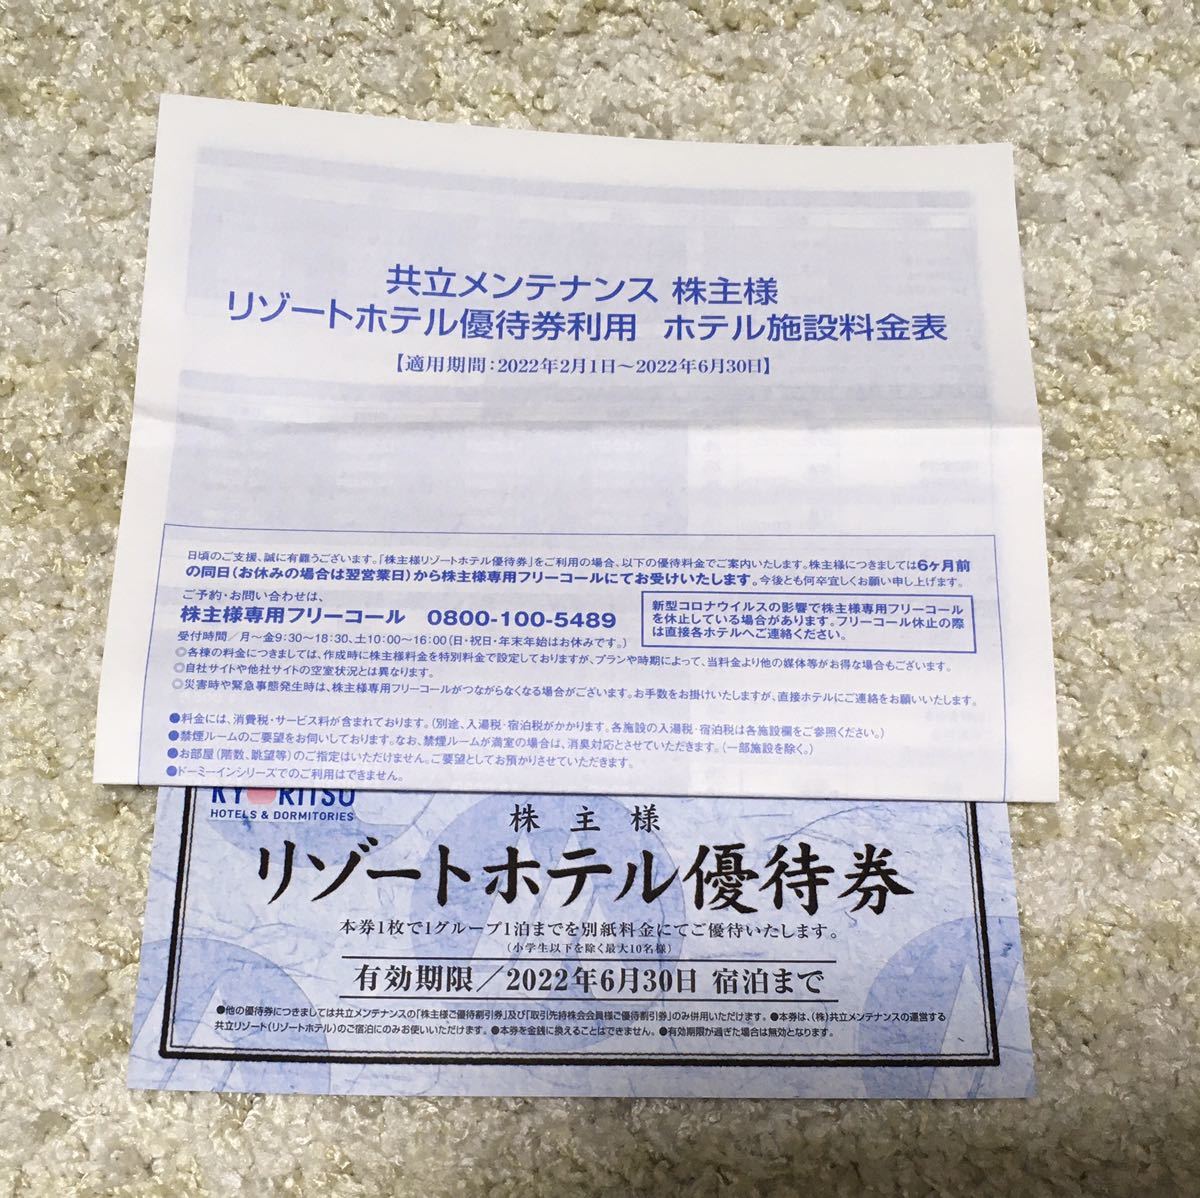 共立メンテナンス 株主様
リゾートホテル優待券利用 ホテル施設料金表
【適用期間：2022年2月1日～2022年6月30日】
日頃のご支援、誠に有難うございます。「株主様リゾートホテル優待券」をご利用の場合、以下の優待料金でご案内いたします。株主様につきましては6ヶ月前
の同日（お休みの場合は翌営業日）から株主様専用フリーコールにてお受けいたします。今後とも何卒宜しくお願い申し上げます。
ご予約・お問い合わせは、
株主様専用フリーコール 0800-100-5489
受付時間／月～金9:30～18:30、土10:00～16:00（日・祝日・年末年始はお休みです。）
新型コロナウイルスの影響で株主様専用フリーコール
を休止している場合があります。フリーコール休止の際
は直接各ホテルへご連絡ください。
◎各棟の料金につきましては、作成時に株主様料金を特別料金で設定しておりますが、プランや時期によって、当料金より他の媒体等がお得な場合もございます。
◎自社サイトや他社サイトの空室状況とは異なります。
◎災害時や緊急事態発生時は、株主様専用フリーコールがつながらなくなる場合がございます。お手数をお掛けいたしますが、直接ホテルにご連絡をお願いいたします。
●料金には、消費税・サービス料が含まれております。（別途、入湯税・宿泊税がかかります。各施設の入湯税・宿泊税は各施設欄をご参照ください。）
●禁煙ルームのご要望をお伺いしております。なお、禁煙ルームが満室の場合は、消臭対応とさせていただきます。（一部施設を除く。）
●お部屋（階数、眺望等）のご指定はいただけません。ご要望としてお預かりさせていただきます。
●ドーミーインシリーズでのご利用はできません。
KYORITSU
HOTELS & DORMITORIES
株主様
リゾートホテル優待券
本券1枚で1グループ1泊までを別紙料金にてご優待いたします。
（小学生以下を除く最大10名様）
有効期限／2022年6月30日 宿泊まで
●他の優待券につきましては共立メンテナンスの「株主様ご優待割引券」及び「取引先持株会会員様ご優待割引券」のみ併用いただけます。●本券は、（株）共立メンテナンスの運営する
共立リゾート（リゾートホテル）のご宿泊にのみお使いいただけます。●本券を金銭に換えることはできません。●有効期限が過ぎた場合は無効となります。